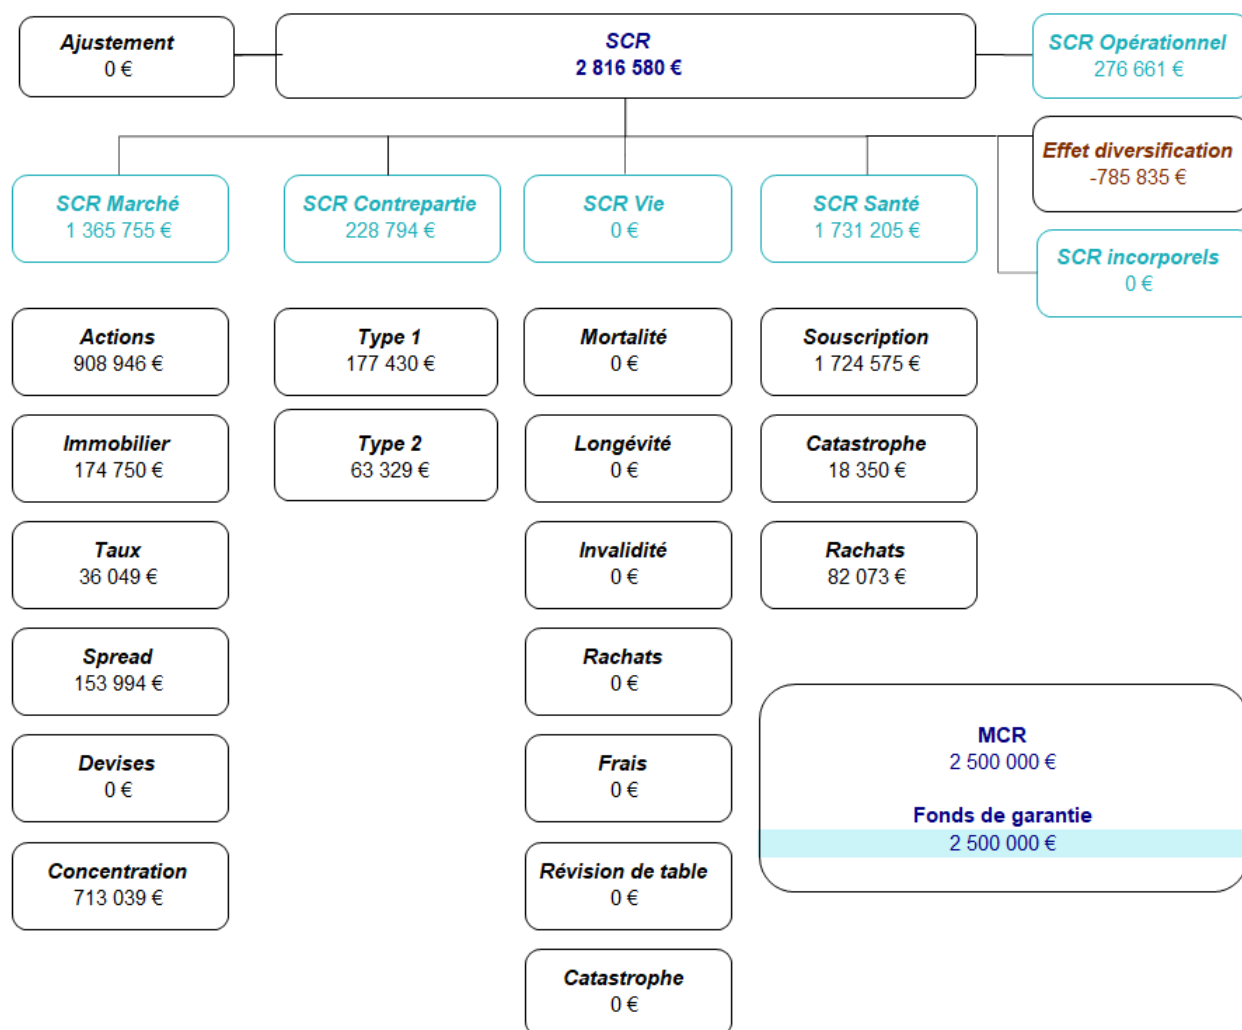 Ajustement
0 €
SCR
2 816 580 €
SCR Opérationnel
276 661 €
Effet diversification
-785 835 €
SCR Marché
1 365 755 €
SCR Contrepartie
228 794 €
SCR Vie
0 €
SCR Santé
1 731 205 €
SCR incorporels
0 €
Actions
908 946 €
Type 1
177 430 €
Mortalité
0 €
Souscription
1 724 575 €
Immobilier
174 750 €
Type 2
63 329 €
Longévité
0 €
Catastrophe
18 350 €
Taux
36 049 €
Invalidité
0 €
Rachats
82 073 €
Spread
153 994 €
Rachats
0 €
Devises
0 €
Frais
0 €
MCR
2 500 000 €
Fonds de garantie
2 500 000 €
Concentration
713 039 €
Révision de table
0 €
Catastrophe
0 €